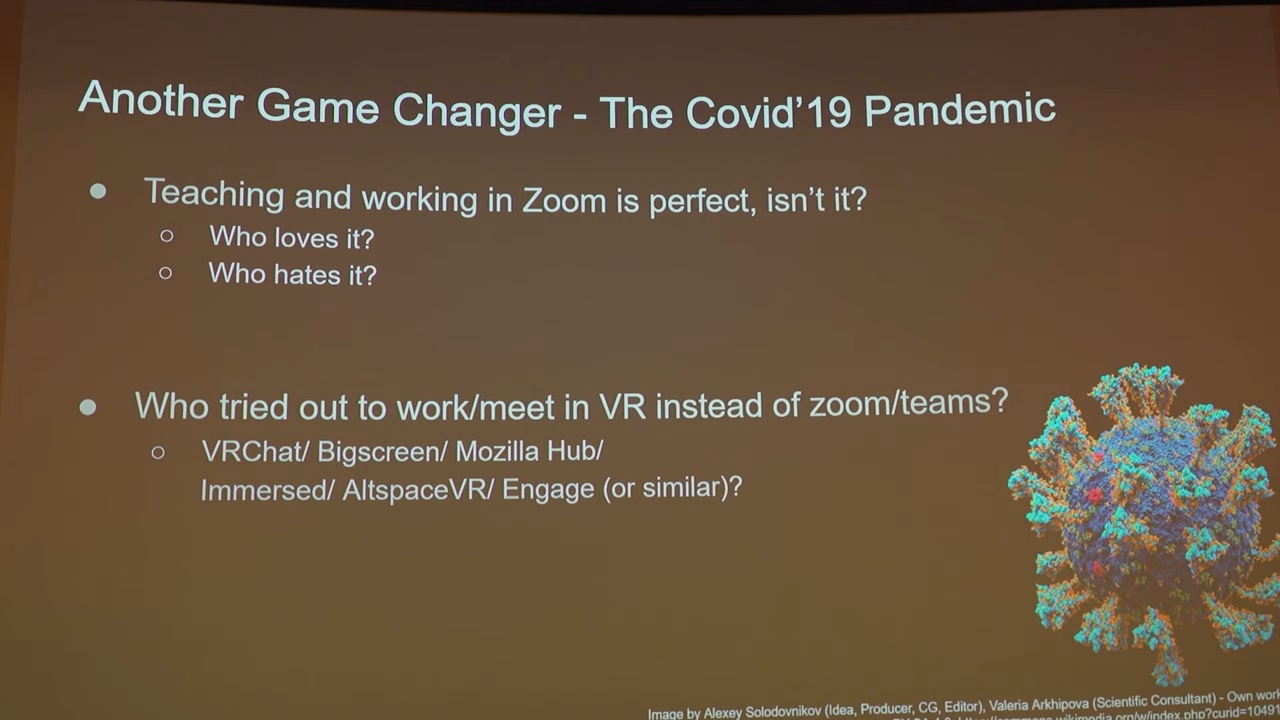 Another Game Changer - The Covid'19 Pandemic
● Teaching and working in Zoom is perfect, isn't it?
○ Who loves it?
○ Who hates it?
● Who tried out to work/meet in VR instead of zoom/teams?
○ VRChat/ Bigscreen/ Mozilla Hub/
Immersed/ AltspaceVR/ Engage (or similar)?
Image by Alexey Solodovnikov (Idea, Producer, CG, Editor), Valeria Arkhipova (Scientific Consultant) - Own work